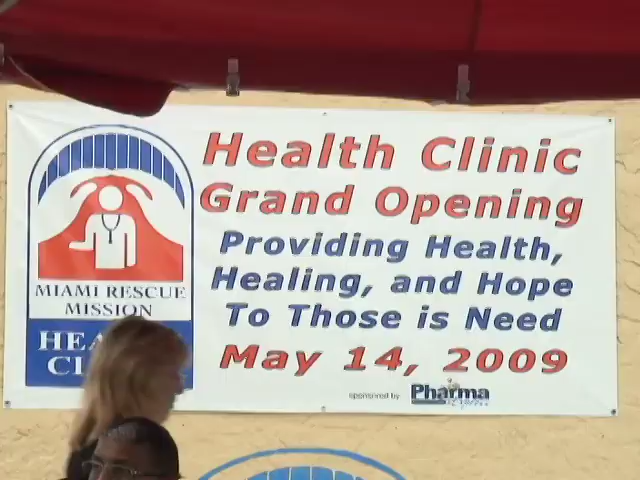 Health Clinic
Grand Opening
Providing Health,
Healing, and Hope
To Those is Need
May 14, 2009
sponsored by Pharma
MIAMI RESCUE
MISSION